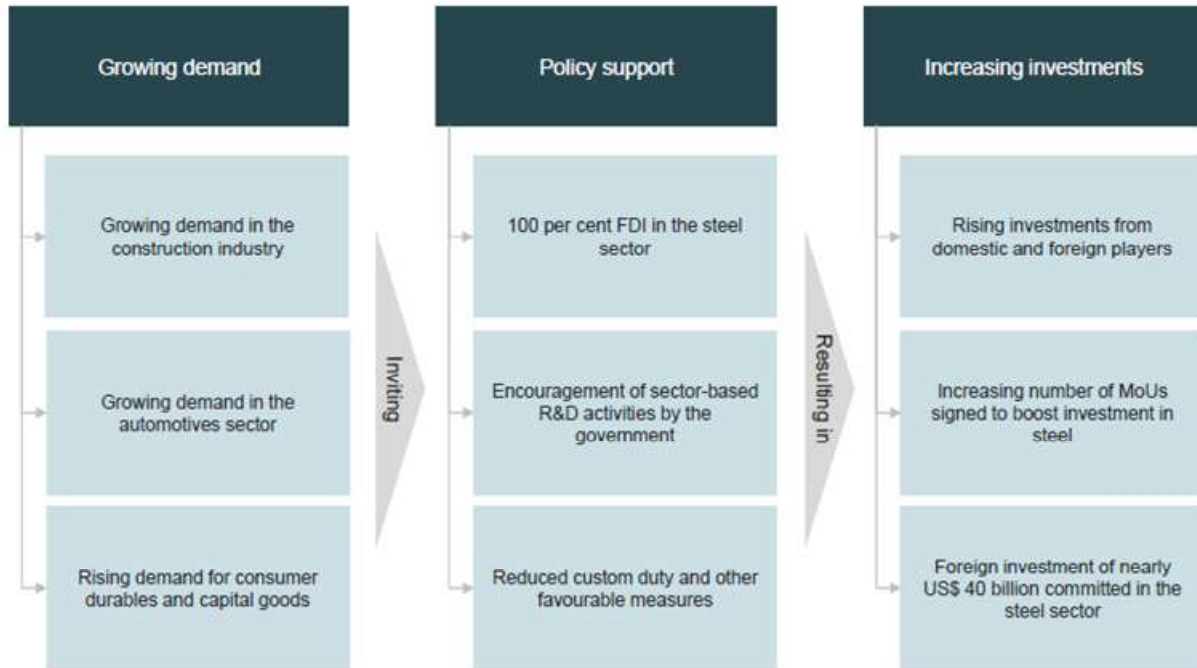 Growing demand
Growing demand in the
construction industry
Growing demand in the
automotives sector
Rising demand for consumer
durables and capital goods
Inviting
Policy support
100 per cent FDI in the steel
sector
Encouragement of sector-based
R&D activities by the
government
Reduced custom duty and other
favourable measures
Resulting in
Increasing investments
Rising investments from
domestic and foreign players
Increasing number of MoUs
signed to boost investment in
steel
Foreign investment of nearly
US$ 40 billion committed in the
steel sector